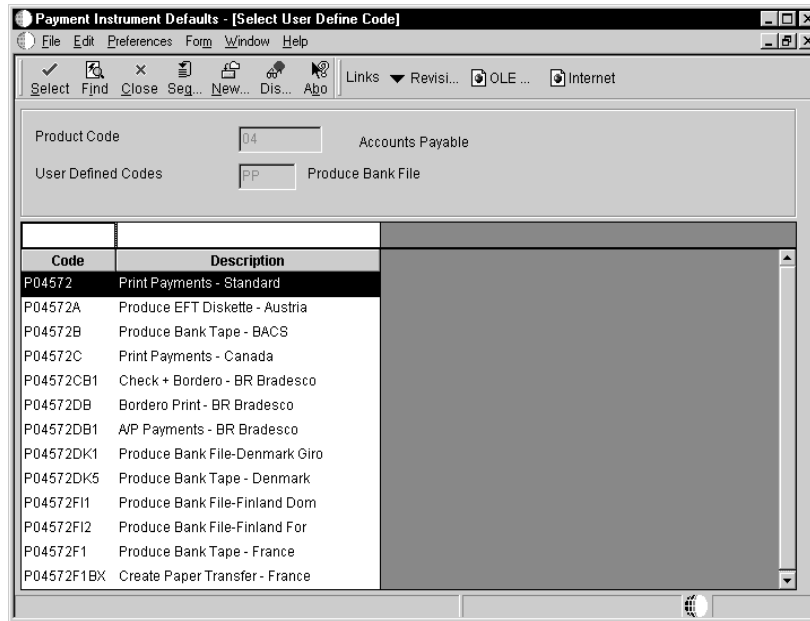 Payment Instrument Defaults - [Select User Define Code]
File Edit Preferences Form Window Help
Select Find Close Seq... New... Dis... Abo Links Revisi... OLE ... Internet
Product Code 04 Accounts Payable
User Defined Codes PP Produce Bank File
Code Description
P04572 Print Payments - Standard
P04572A Produce EFT Diskette - Austria
P04572B Produce Bank Tape - BACS
P04572C Print Payments - Canada
P04572CB1 Check + Bordero - BR Bradesco
P04572DB Bordero Print - BR Bradesco
P04572DB1 A/P Payments - BR Bradesco
P04572DK1 Produce Bank File-Denmark Giro
P04572DK5 Produce Bank Tape - Denmark
P04572FI1 Produce Bank File-Finland Dom
P04572FI2 Produce Bank File-Finland For
P04572F1 Produce Bank Tape - France
P04572F1BX Create Paper Transfer - France